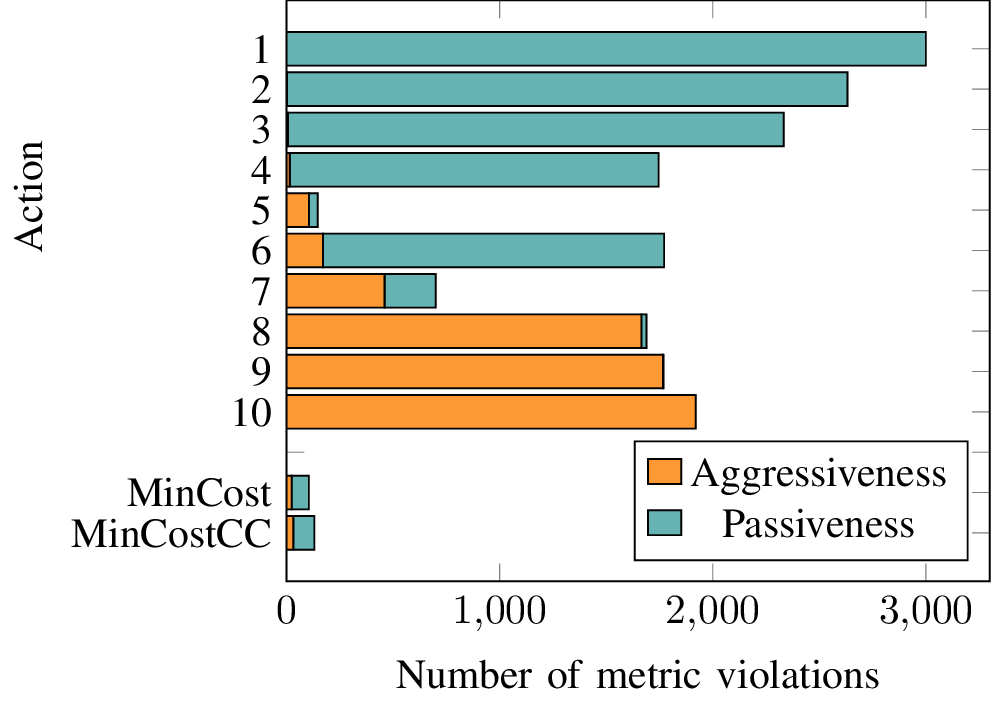 Action
1
2
3
4
5
6
7
8
9
10
MinCost
MinCostCC
Aggressiveness
Passiveness
0 1,000 2,000 3,000
Number of metric violations